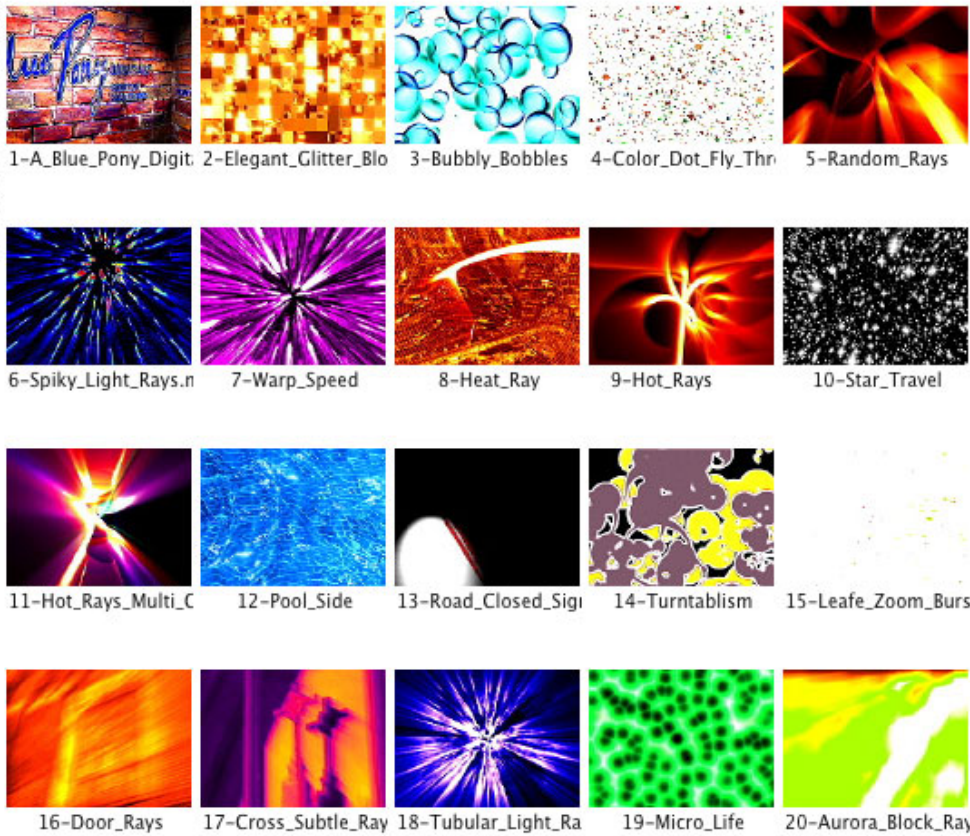 1-A_Blue_Pony_Digit
2-Elegant_Glitter_Blo
3-Bubbly_Bobbles
4-Color_Dot_Fly_Thr
5-Random_Rays
6-Spiky_Light_Rays.n
7-Warp_Speed
8-Heat_Ray
9-Hot_Rays
10-Star_Travel
11-Hot_Rays_Multi_C
12-Pool_Side
13-Road_Closed_Sig
14-Turntablism
15-Leafe_Zoom_Burs
16-Door_Rays
17-Cross_Subtle_Ray
18-Tubular_Light_Ra
19-Micro_Life
20-Aurora_Block_Ray